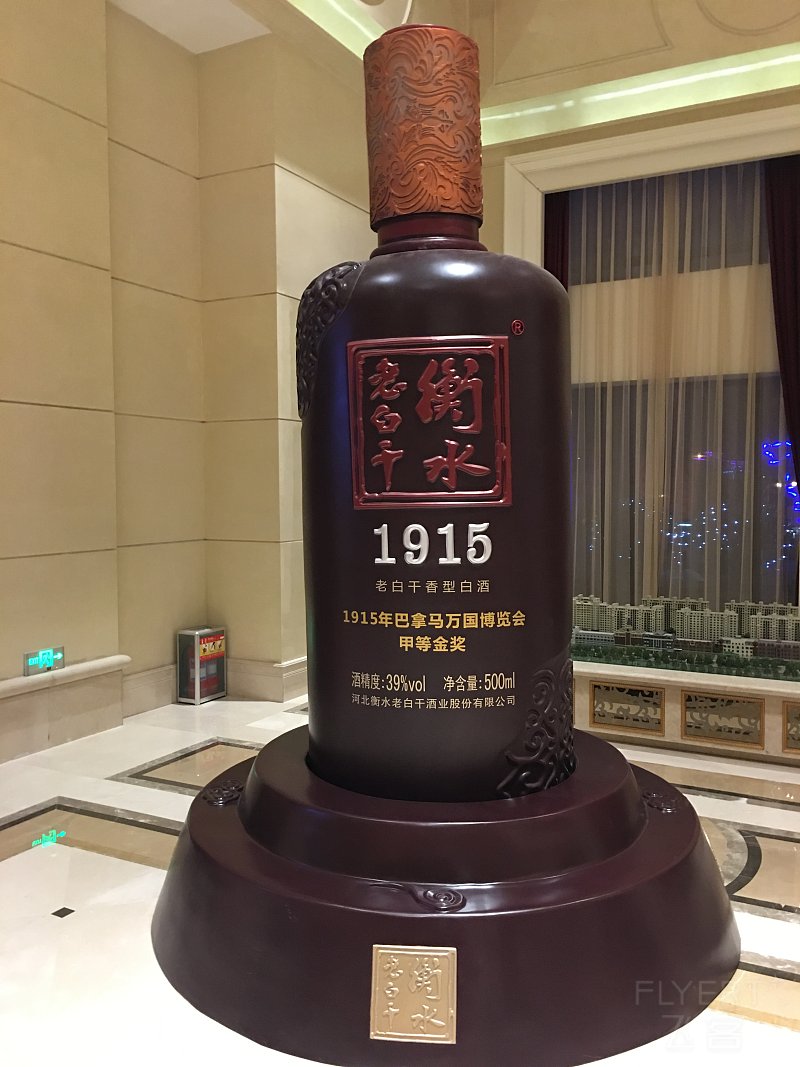 ®
衡水
老白干
1915
老白干香型白酒
1915年巴拿马万国博览会
甲等金奖
酒精度:39%vol 净含量:500ml
河北衡水老白干酒业股份有限公司
衡水
老白干
FLYERT
飞客